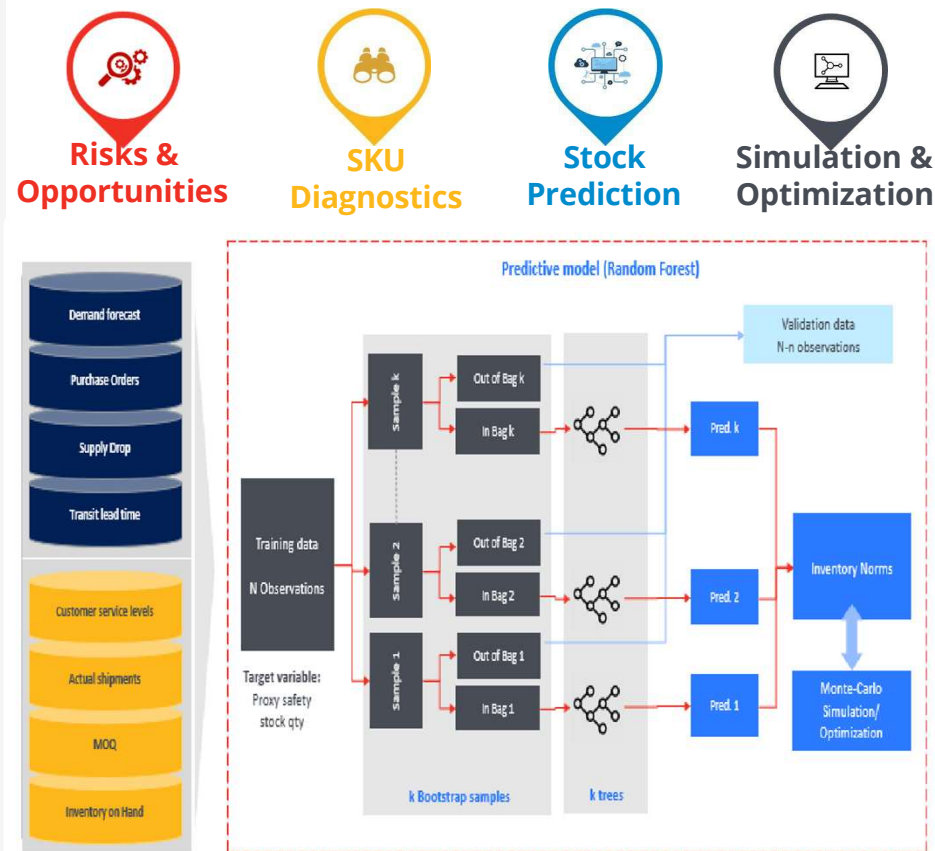 Risks &
Opportunities
SKU
Diagnostics
Stock
Prediction
Simulation &
Optimization
Demand forecast
Purchase Orders
Supply Drop
Transit lead time
Customer service levels
Actual shipments
MOQ
Inventory on Hand
Predictive model (Random Forest)
Training data
N Observations
Target variable:
Proxy safety
stock qty
Sample k
Out of Bag k
In Bag k
Sample 2
Out of Bag 2
In Bag 2
Sample 1
Out of Bag 1
In Bag 1
k Bootstrap samples
k trees
Validation data
N-n observations
Pred. k
Pred. 2
Pred. 1
Inventory Norms
Monte-Carlo
Simulation/
Optimization